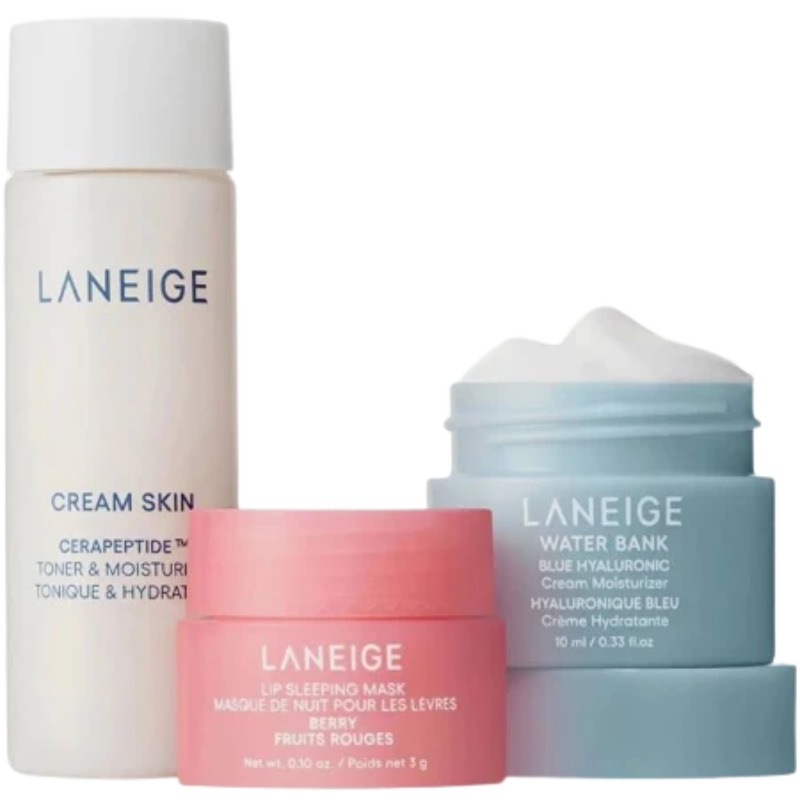 LANEIGE
CREAM SKIN
CERAPEPTIDE™
TONER &
TONIQUE &
LANEIGE
LIP SLEEPING MASK
MASQUE DE NUIT POUR LES LÈVRES
BERRY
FRUITS ROUGES
Net wt. 0.10 oz. / Poids net 3 g
LANEIGE
WATER BANK
BLUE HYALURONIC
Cream Moisturizer
HYALURONIQUE BLEU
Crème Hydratante
10 ml / 0.33 fl.oz